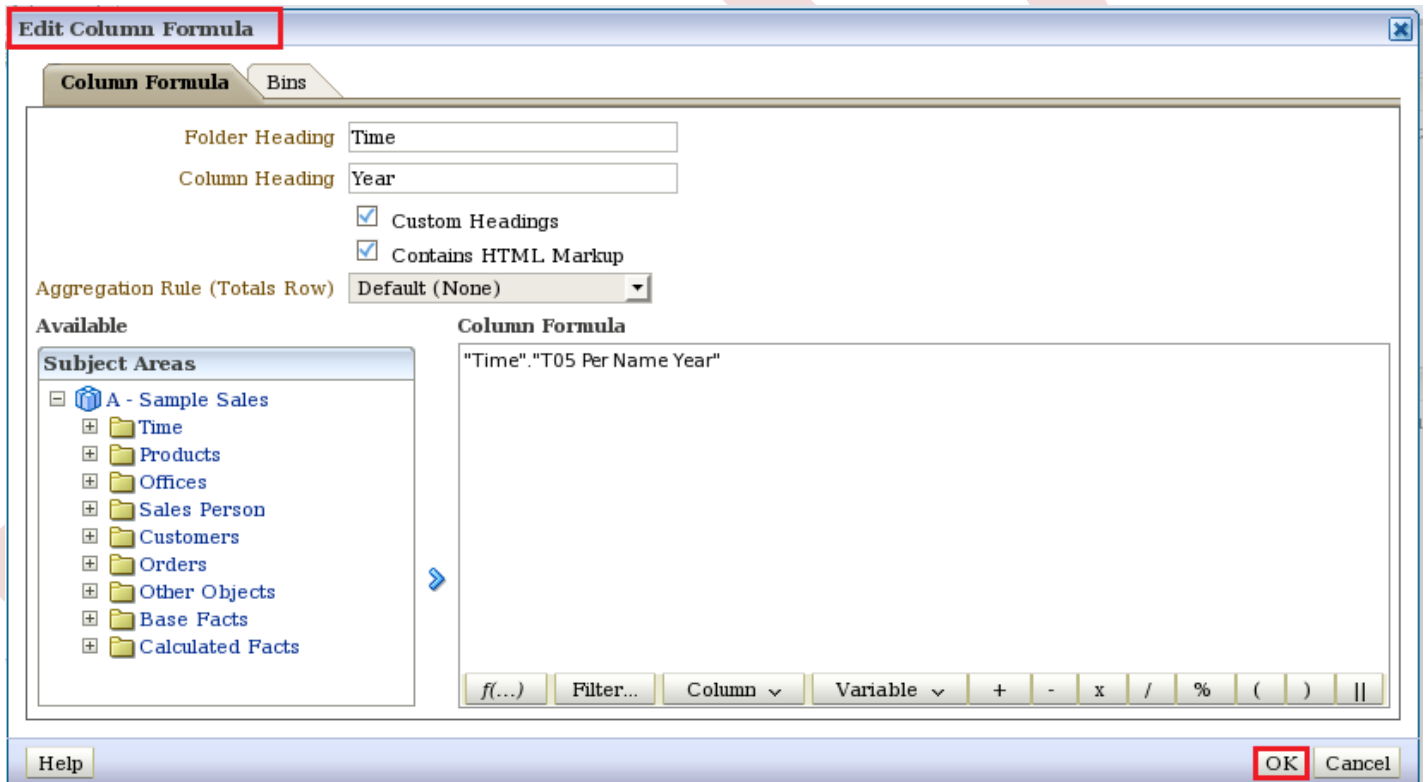 Edit Column Formula
Column Formula Bins
Folder Heading Time
Column Heading Year
Custom Headings
Contains HTML Markup
Aggregation Rule (Totals Row) Default (None)
Available Column Formula
Subject Areas "Time"."T05 Per Name Year"
A - Sample Sales
Time
Products
Offices
Sales Person
Customers
Orders
Other Objects
Base Facts
Calculated Facts
f(...) Filter... Column Variable + - x / % ( ) ||
Help OK Cancel